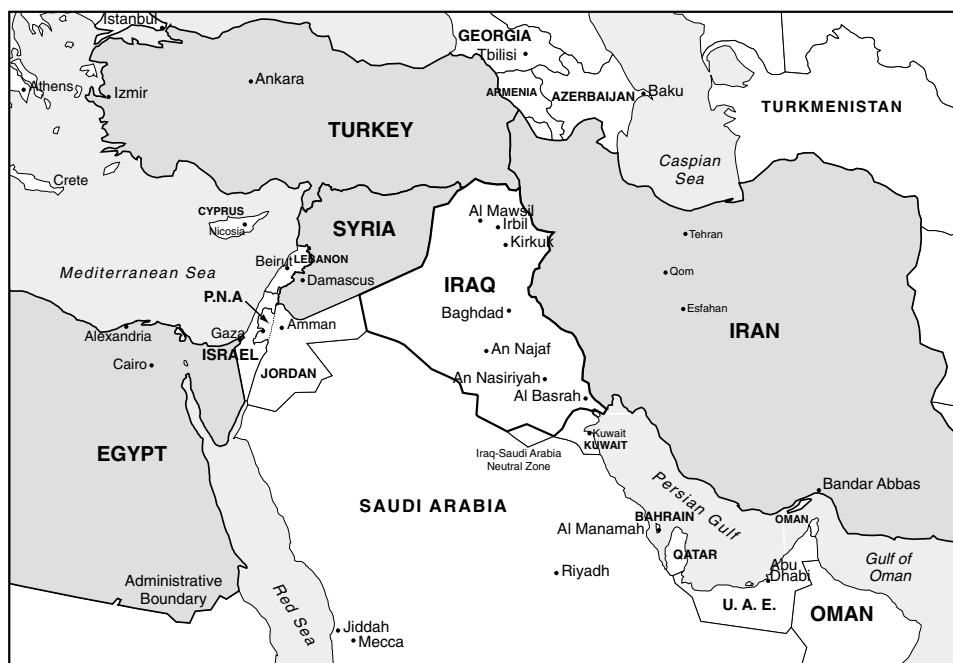 Istanbul
GEORGIA
Tbilisi
Athens
Izmir
Ankara
ARMENIA
AZERBAIJAN
Baku
TURKMENISTAN
TURKEY
Caspian
Sea
Crete
CYPRUS
Nicosia
SYRIA
Al Mawsil
Irbil
Kirkuk
Tehran
Mediterranean Sea
Beirut
LEBANON
Damascus
IRAQ
Qom
P.N.A
Baghdad
Esfahan
IRAN
Alexandria
Gaza
Amman
ISRAEL
Cairo
JORDAN
An Najaf
An Nasiriyah
Al Basrah
Kuwait
KUWAIT
EGYPT
Iraq-Saudi Arabia
Neutral Zone
SAUDI ARABIA
Persian Gulf
Bandar Abbas
BAHRAIN
Al Manamah
OMAN
QATAR
Gulf of
Oman
Administrative
Boundary
Riyadh
Abu
Dhabi
U. A. E.
OMAN
Red Sea
Jiddah
Mecca